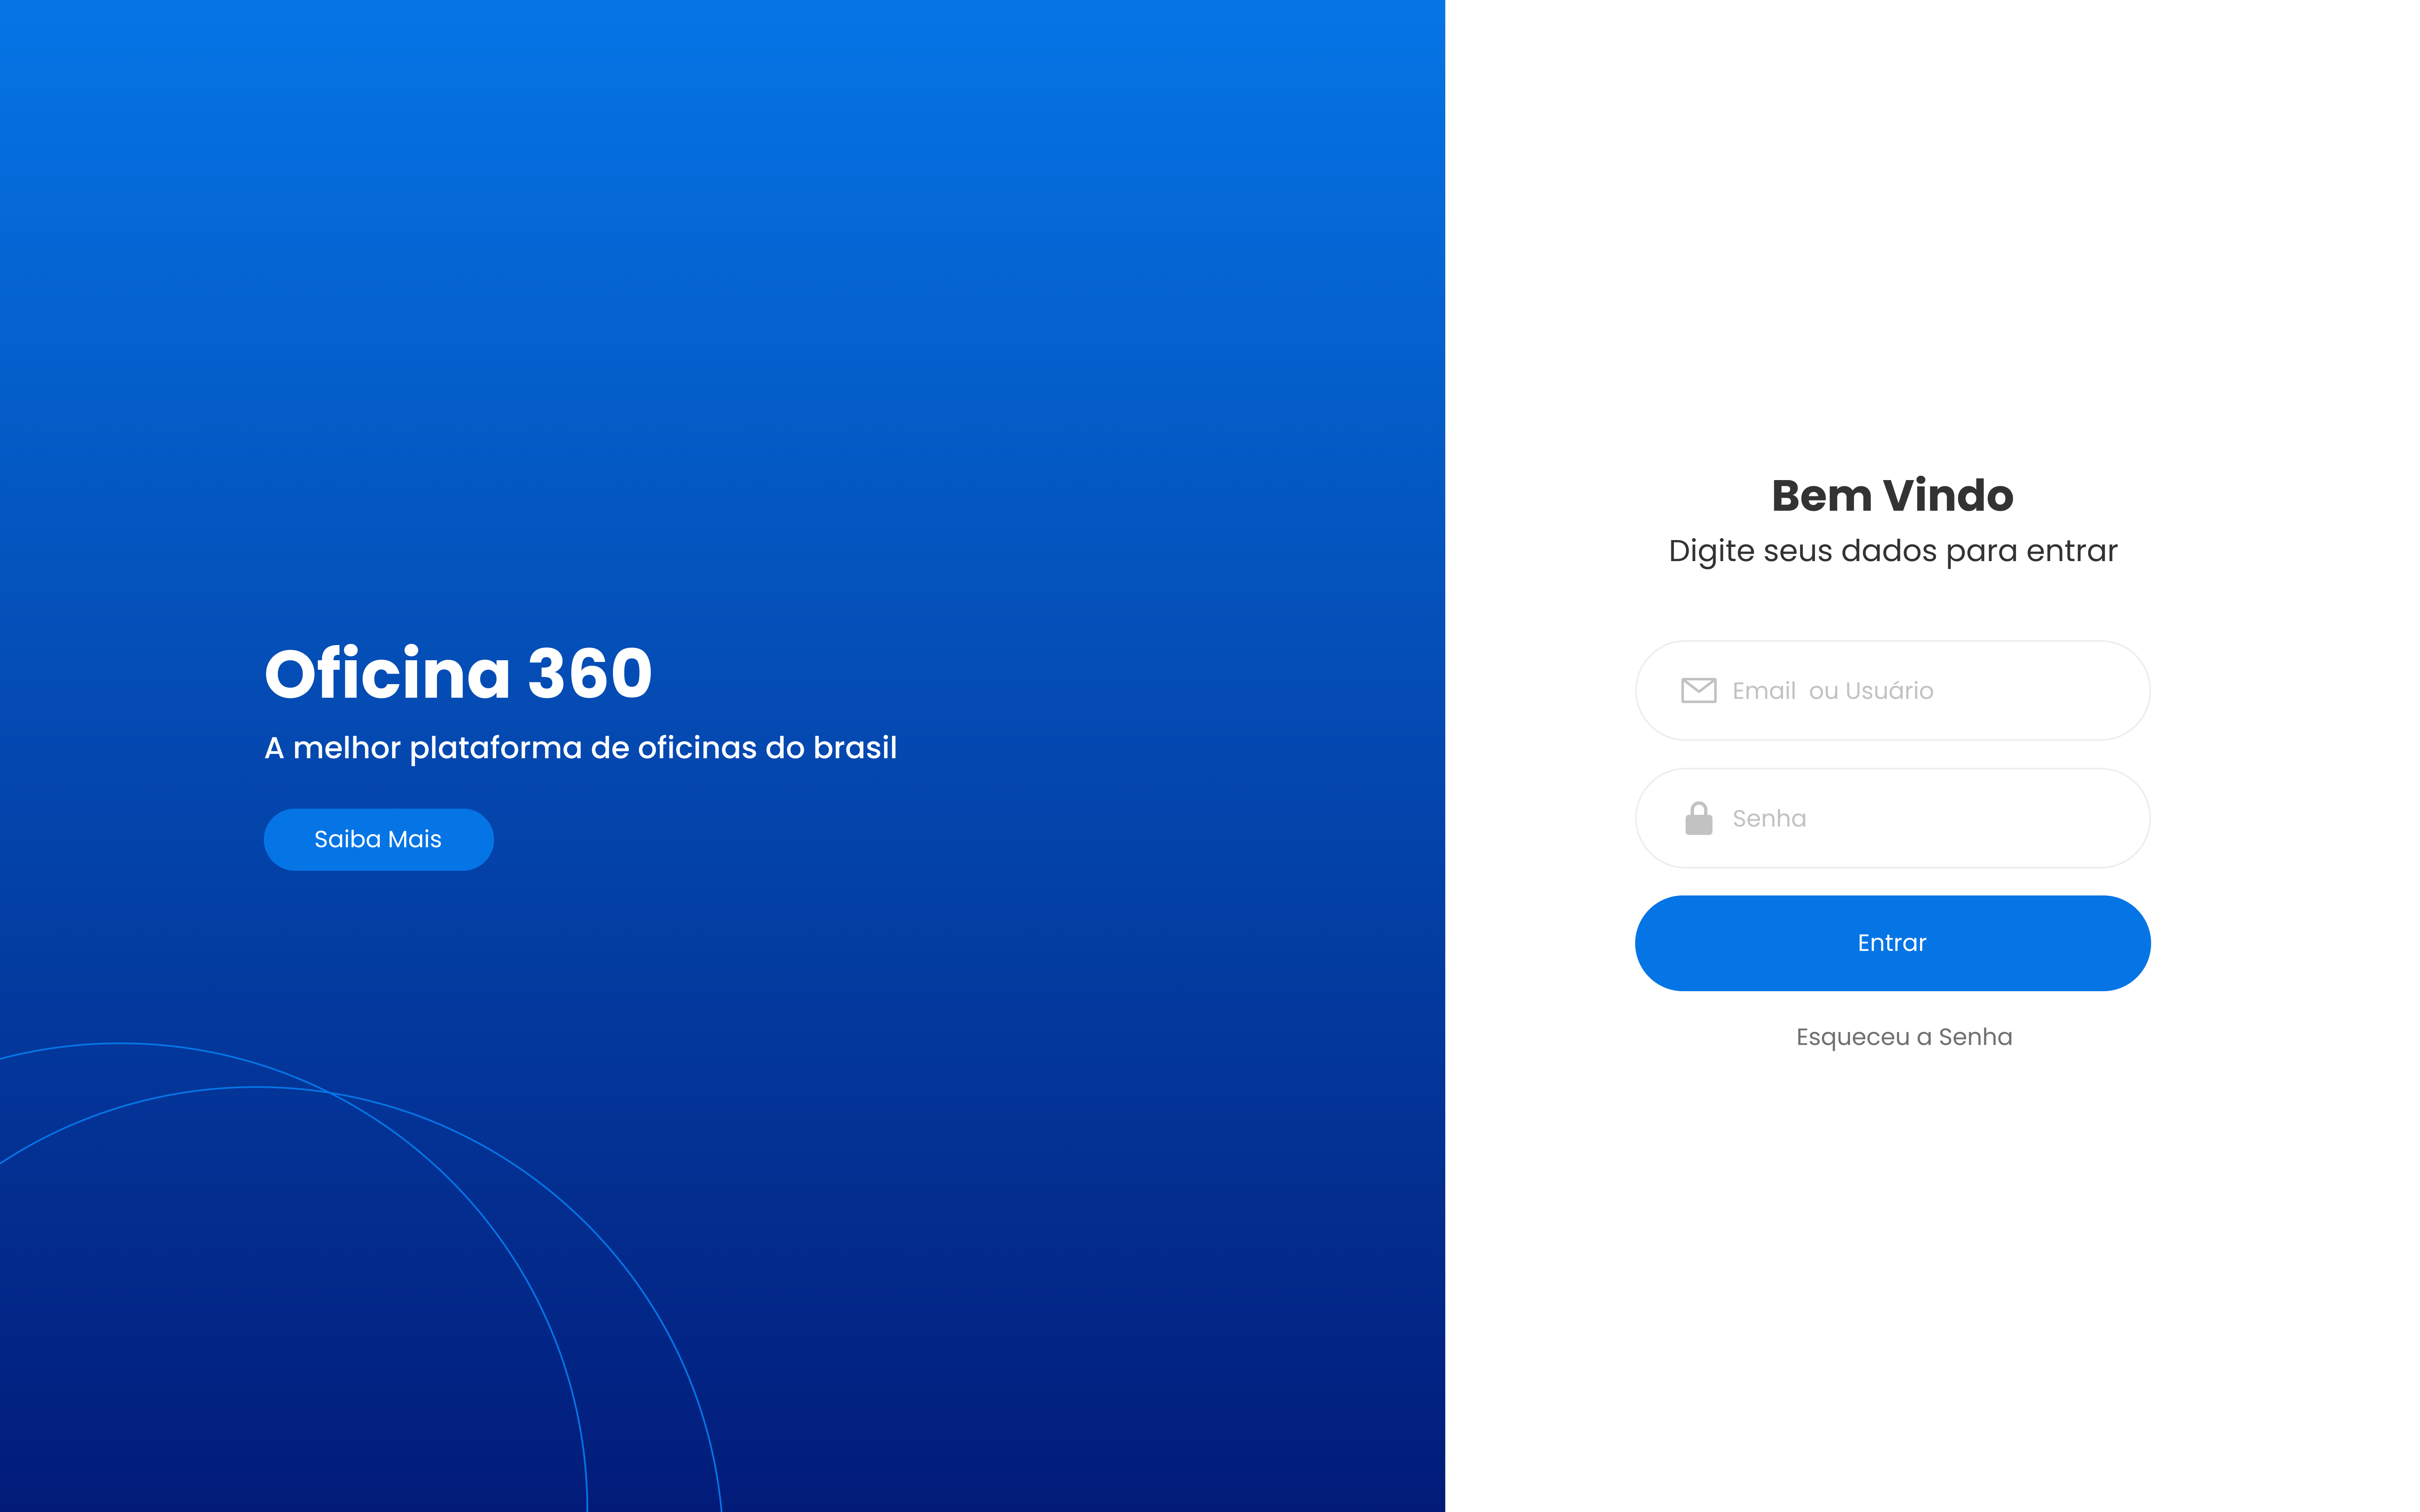 Oficina 360
A melhor plataforma de oficinas do brasil
Saiba Mais
Bem Vindo
Digite seus dados para entrar
Email  ou Usuário
Senha
Entrar
Esqueceu a Senha